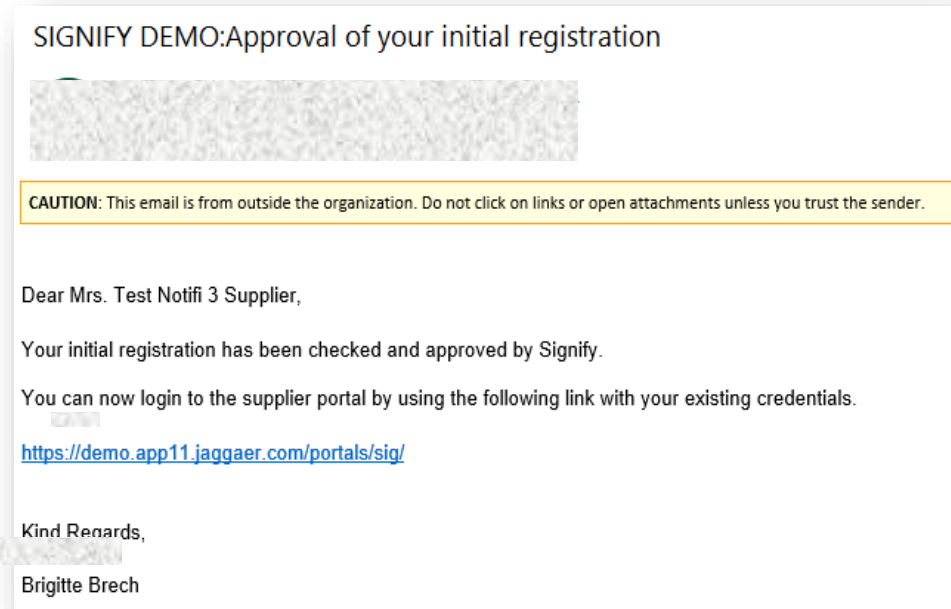 SIGNIFY DEMO:Approval of your initial registration
CAUTION: This email is from outside the organization. Do not click on links or open attachments unless you trust the sender.
Dear Mrs. Test Notifi 3 Supplier,
Your initial registration has been checked and approved by Signify.
You can now login to the supplier portal by using the following link with your existing credentials.
https://demo.app11.jaggaer.com/portals/sig/
Kind Regards,
Brigitte Brech